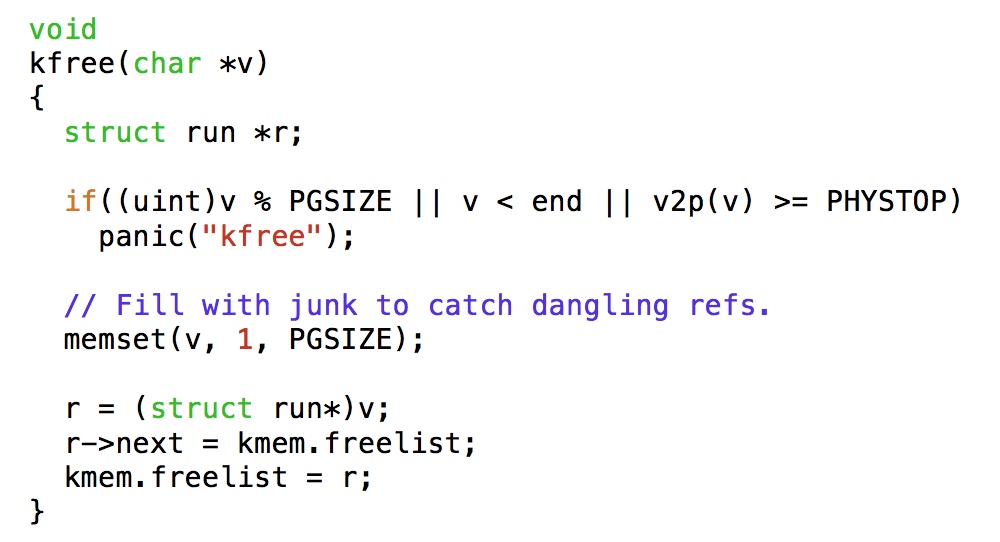 void
kfree(char *v)
{
  struct run *r;

  if((uint)v % PGSIZE || v < end || v2p(v) >= PHYSTOP)
    panic("kfree");

  // Fill with junk to catch dangling refs.
  memset(v, 1, PGSIZE);

  r = (struct run*)v;
  r->next = kmem.freelist;
  kmem.freelist = r;
}